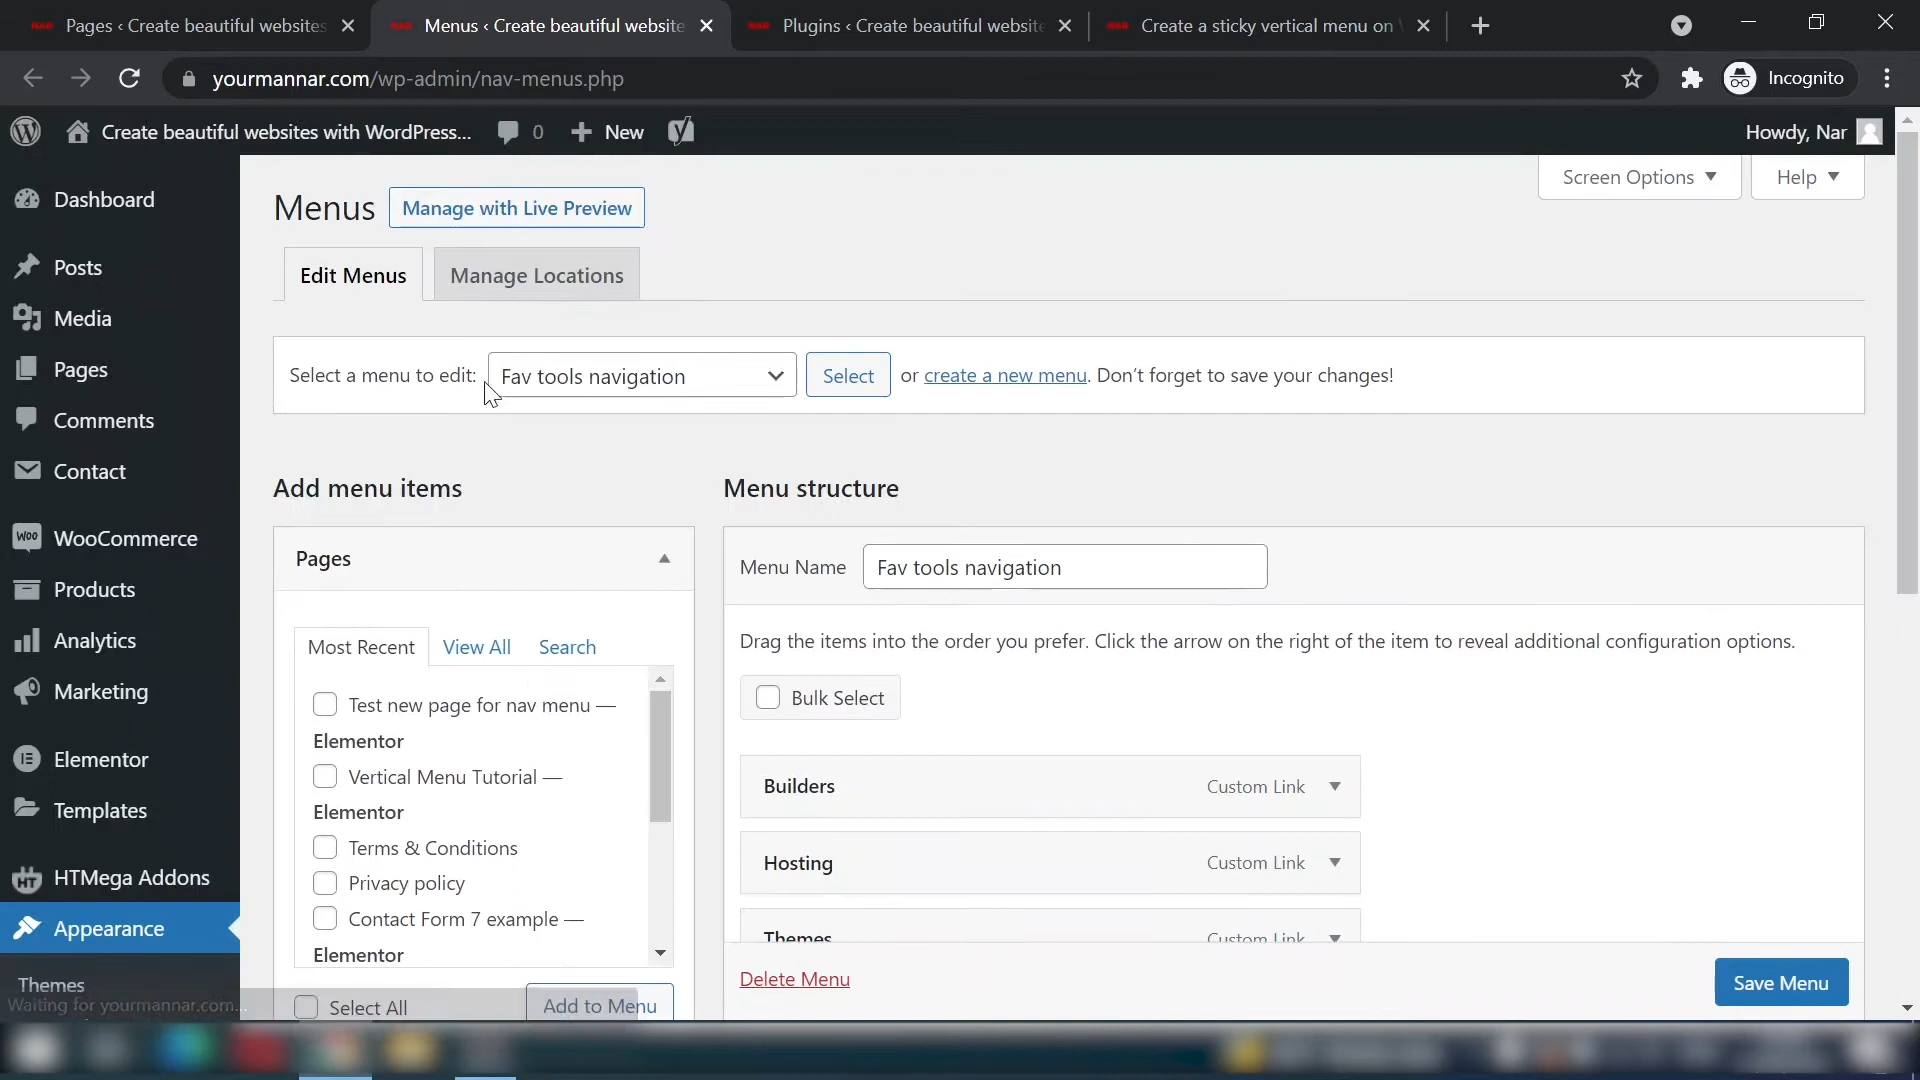 Pages ‹ Create beautiful websites
Menus ‹ Create beautiful website
Plugins ‹ Create beautiful website
Create a sticky vertical menu on
yourmannar.com/wp-admin/nav-menus.php
Incognito
Create beautiful websites with WordPress...
0
New
Howdy, Nar
Dashboard
Posts
Media
Pages
Comments
Contact
WooCommerce
Products
Analytics
Marketing
Elementor
Templates
HTMega Addons
Appearance
Themes
Waiting for yourmannar.com...
Screen Options
Help
Menus
Manage with Live Preview
Edit Menus
Manage Locations
Select a menu to edit: Fav tools navigation Select or create a new menu. Don't forget to save your changes!
Add menu items
Pages
Most Recent View All Search
Test new page for nav menu —
Elementor
Vertical Menu Tutorial —
Elementor
Terms & Conditions
Privacy policy
Contact Form 7 example —
Elementor
Select All
Add to Menu
Menu structure
Menu Name Fav tools navigation
Drag the items into the order you prefer. Click the arrow on the right of the item to reveal additional configuration options.
Bulk Select
Builders Custom Link
Hosting Custom Link
Themes Custom Link
Delete Menu
Save Menu